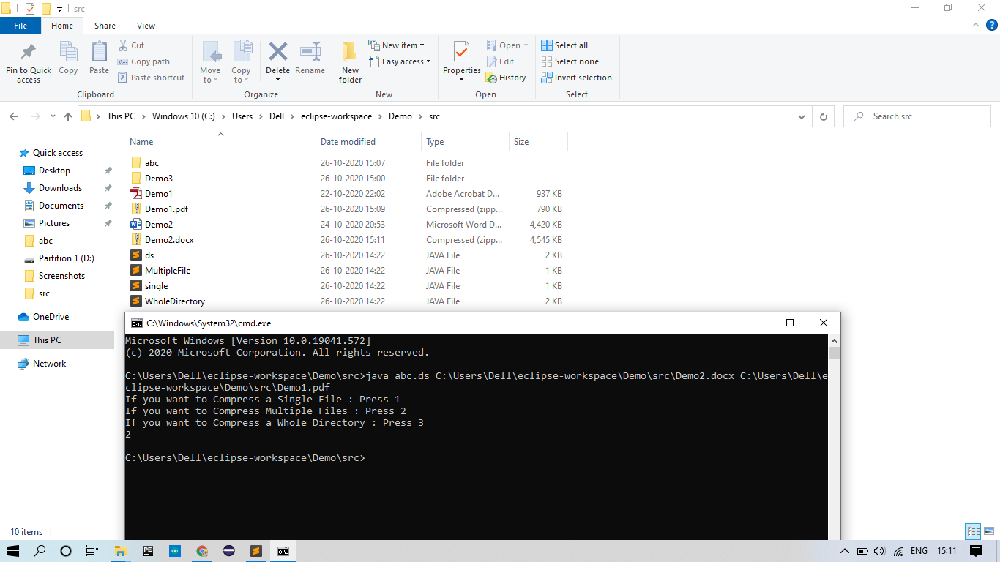 src
File Home Share View
Pin to Quick access
Copy
Paste
Cut
Copy path
Paste shortcut
Clipboard
Move to
Copy to
Delete
Rename
Organize
New folder
New item
Easy access
New
Properties
Open
Edit
History
Open
Select all
Select none
Invert selection
Select
This PC > Windows 10 (C:) > Users > Dell > eclipse-workspace > Demo > src
Search src
Quick access
Desktop
Downloads
Documents
Pictures
abc
Partition 1 (D:)
Screenshots
src
OneDrive
This PC
Network
Name Date modified Type Size
abc 26-10-2020 15:07 File folder
Demo3 26-10-2020 15:00 File folder
Demo1 22-10-2020 22:02 Adobe Acrobat D... 937 KB
Demo1.pdf 26-10-2020 15:09 Compressed (zipp... 790 KB
Demo2 24-10-2020 20:53 Microsoft Word D... 4,420 KB
Demo2.docx 26-10-2020 15:11 Compressed (zipp... 4,545 KB
ds 26-10-2020 14:22 JAVA File 2 KB
MultipleFile 26-10-2020 14:22 JAVA File 1 KB
single 26-10-2020 14:22 JAVA File 1 KB
WholeDirectory 26-10-2020 14:22 JAVA File 2 KB
C:\Windows\System32\cmd.exe
Microsoft Windows [Version 10.0.19041.572]
(c) 2020 Microsoft Corporation. All rights reserved.
C:\Users\Dell\eclipse-workspace\Demo\src>java abc.ds C:\Users\Dell\eclipse-workspace\Demo\src\Demo2.docx C:\Users\Dell\e
clipse-workspace\Demo\src\Demo1.pdf
If you want to Compress a Single File : Press 1
If you want to Compress Multiple Files : Press 2
If you want to Compress a Whole Directory : Press 3
2
C:\Users\Dell\eclipse-workspace\Demo\src>
10 items
PE
ENG 15:11